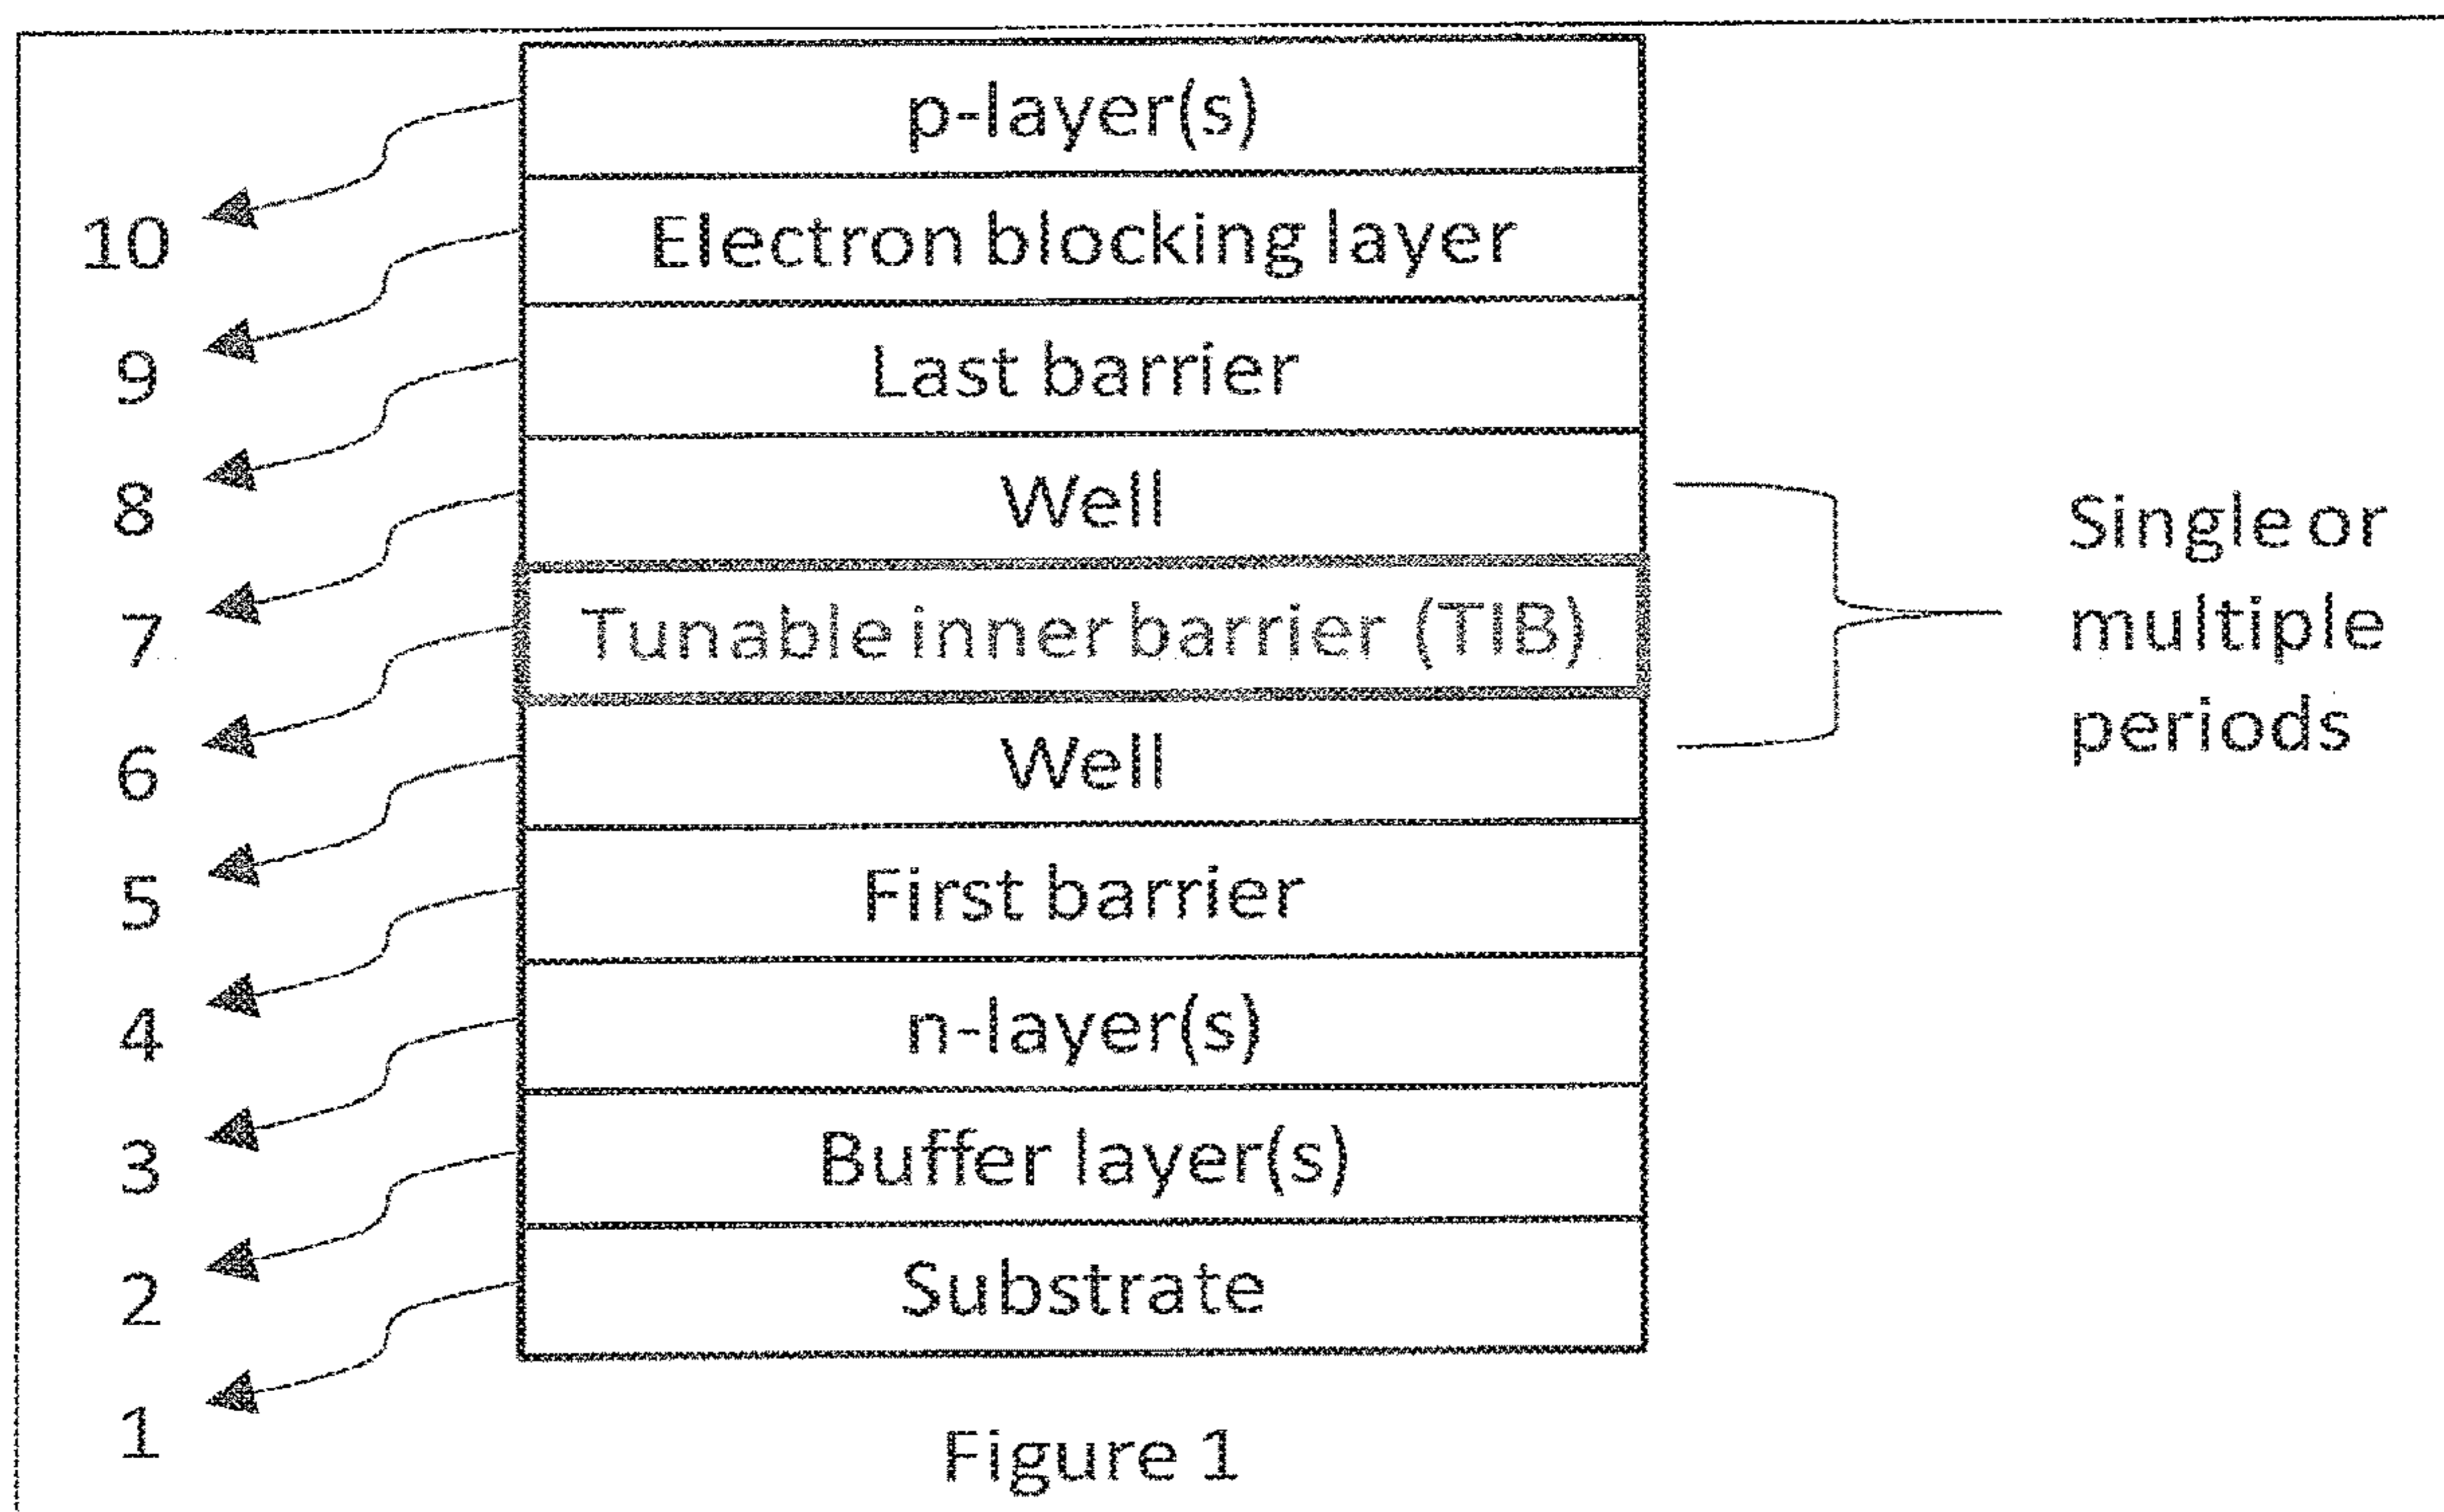 p-layer(s)
10
Electron blocking layer
9
Last barrier
8
Well
7
Tunable inner barrier (TIB)
6
Well
5
First barrier
4
n-layer(s)
3
Buffer layer(s)
2
Substrate
1
Single or
multiple
periods
Figure 1